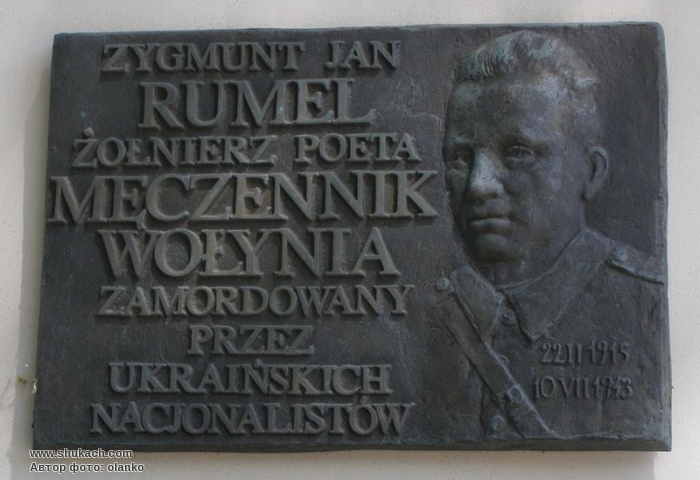 ZYGMUNT JAN
RUMEL
ŻOŁNIERZ, POETA
MĘCZENNIK
WOŁYNIA
ZAMORDOWANY
PRZEZ
UKRAIŃSKICH
NACJONALISTÓW
22 II 1915
10 VII 1943
www.shukach.com
Автор фото: olanko